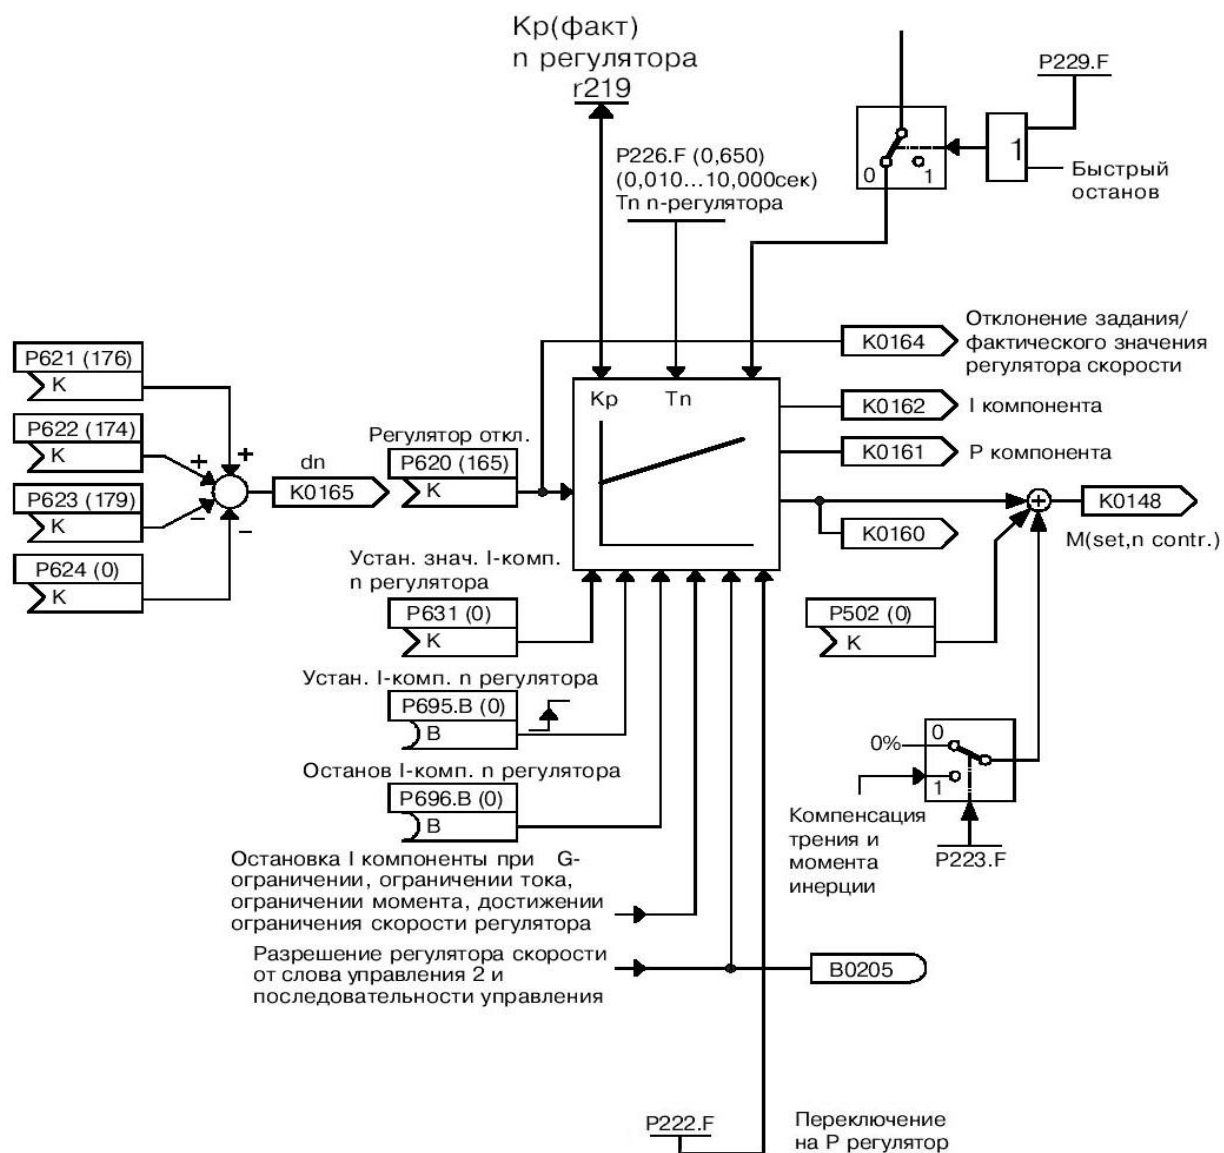 Кр(факт)
n регулятора
r219
P229.F
P226.F (0,650)
(0,010...10,000сек)
Tn n-регулятора
0
1
1
Быстрый
останов
P621 (176)
K
P622 (174)
K
P623 (179)
K
P624 (0)
K
+
+
−
−
dn
K0165
Регулятор откл.
P620 (165)
K
Kp
Tn
K0164
Отклонение задания/
фактического значения
регулятора скорости
K0162
I компонента
K0161
P компонента
K0160
+
K0148
M(set,n contr.)
Устан. знач. I-комп.
n регулятора
P631 (0)
K
P502 (0)
K
Устан. I-комп. n регулятора
P695.B (0)
B
Останов I-комп. n регулятора
P696.B (0)
B
0%
0
1
Компенсация
трения и
момента
инерции
P223.F
Остановка I компоненты при G-
ограничении, ограничении тока,
ограничении момента, достижении
ограничения скорости регулятора
Разрешение регулятора скорости
от слова управления 2 и
последовательности управления
B0205
P222.F
Переключение
на P регулятор